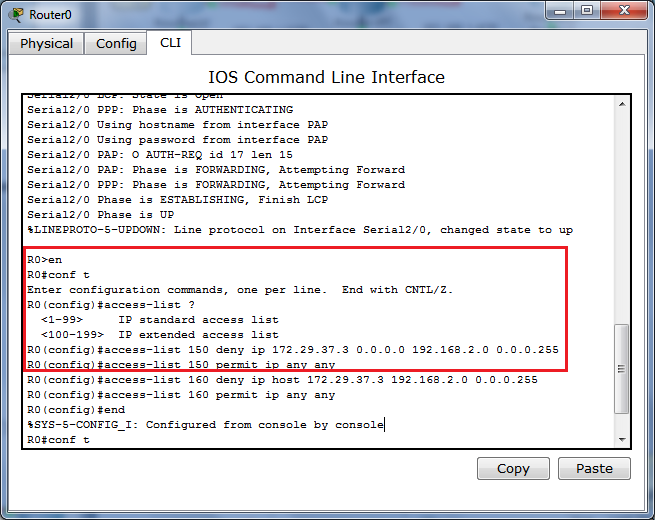 Router0
Physical Config CLI
IOS Command Line Interface
Serial2/0 LCP: State is Open
Serial2/0 PPP: Phase is AUTHENTICATING
Serial2/0 Using hostname from interface PAP
Serial2/0 Using password from interface PAP
Serial2/0 PAP: O AUTH-REQ id 17 len 15
Serial2/0 PAP: Phase is FORWARDING, Attempting Forward
Serial2/0 PPP: Phase is FORWARDING, Attempting Forward
Serial2/0 Phase is ESTABLISHING, Finish LCP
Serial2/0 Phase is UP
%LINEPROTO-5-UPDOWN: Line protocol on Interface Serial2/0, changed state to up
R0>en
R0#conf t
Enter configuration commands, one per line.  End with CNTL/Z.
R0(config)#access-list ?
<1-99>     IP standard access list
<100-199>  IP extended access list
R0(config)#access-list 150 deny ip 172.29.37.3 0.0.0.0 192.168.2.0 0.0.0.255
R0(config)#access-list 150 permit ip any any
R0(config)#access-list 160 deny ip host 172.29.37.3 192.168.2.0 0.0.0.255
R0(config)#access-list 160 permit ip any any
R0(config)#end
%SYS-5-CONFIG_I: Configured from console by console
R0#conf t
Copy Paste